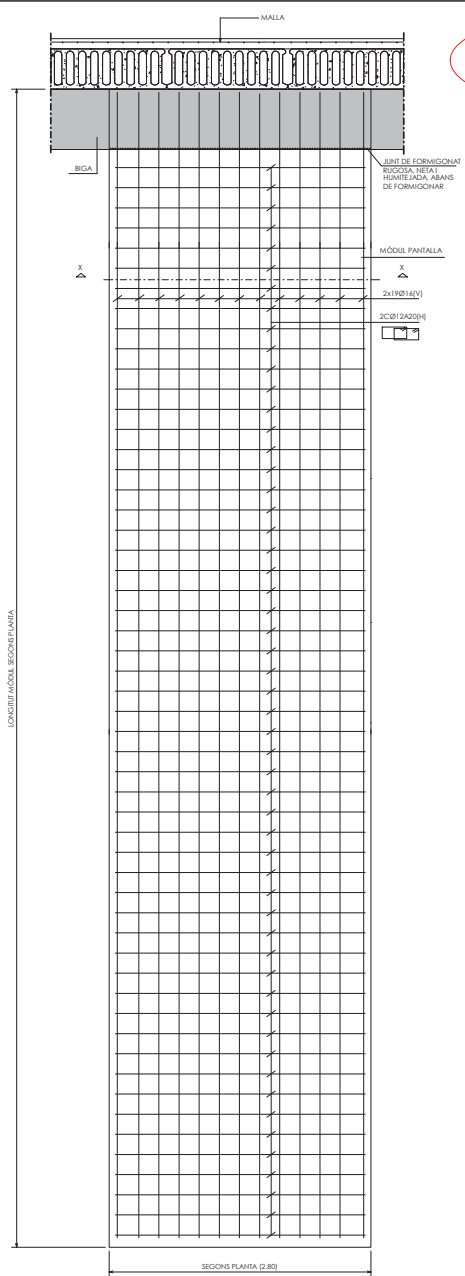 MALLA
BIGA
JUNT DE FORMIGONAT
RUGOSA, NETA I
HUMITEJADA, ABANS
DE FORMIGONAR
MÒDUL PANTALLA
X
X
2x19Ø16(V)
2CØ12A20(H)
LONGITUT MÒDUL SEGONS PLANTA
SEGONS PLANTA (2.80)